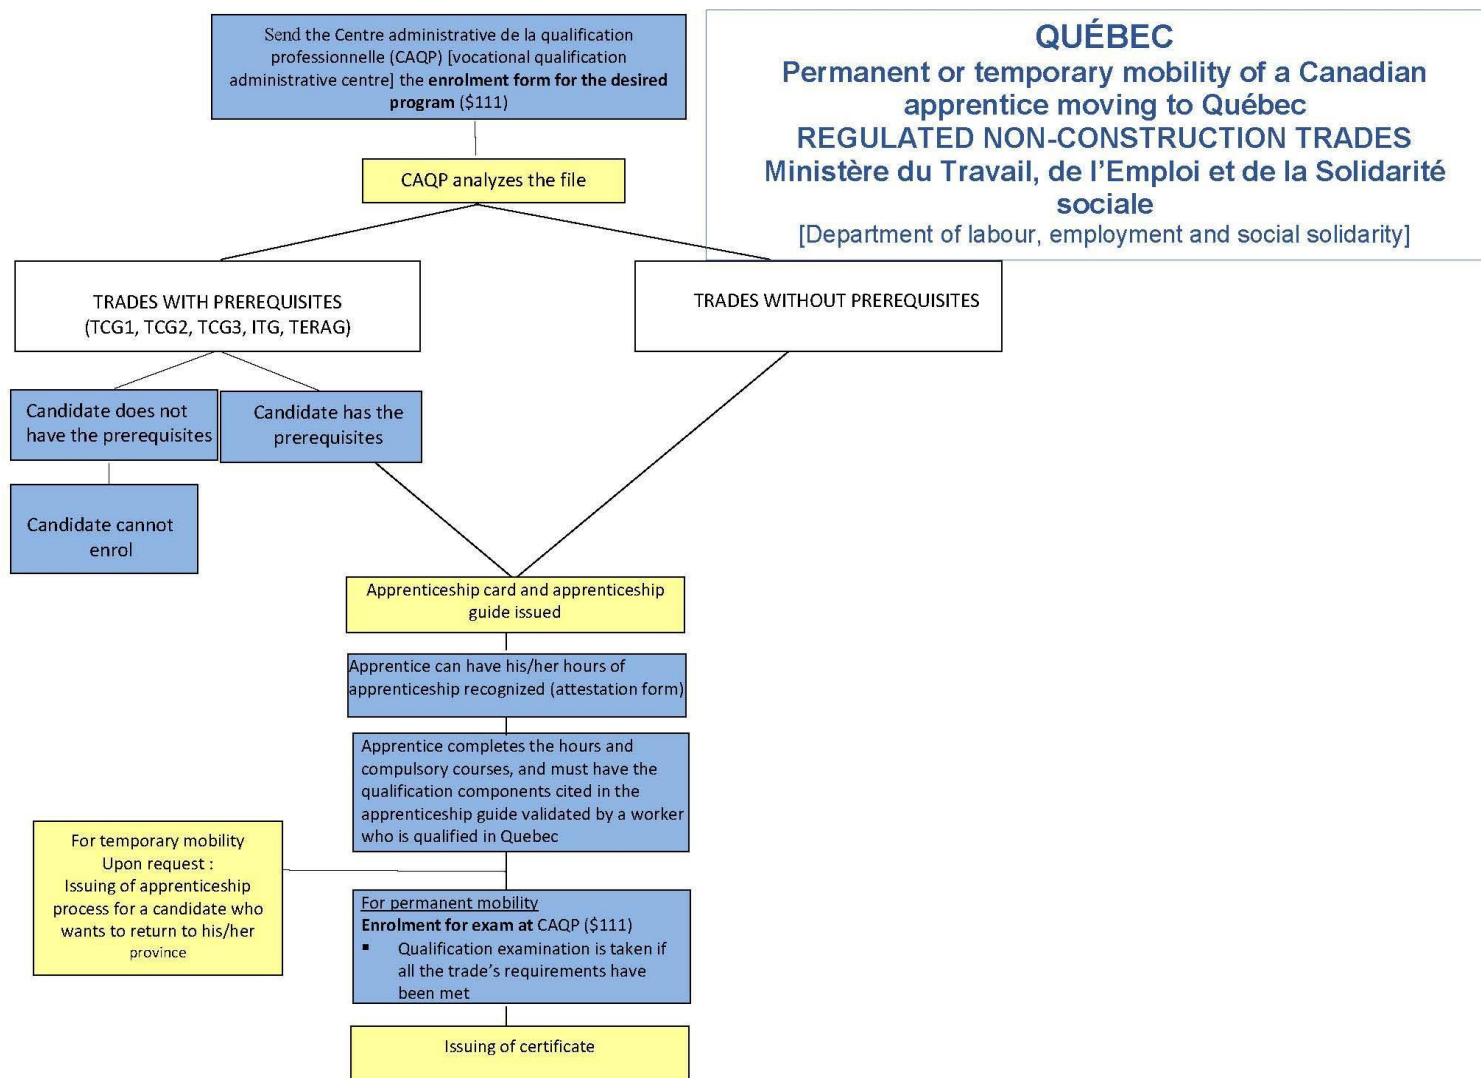 Send the Centre administrative de la qualification
professionnelle (CAQP) [vocational qualification
administrative centre] the enrolment form for the desired
program ($111)
QUÉBEC
Permanent or temporary mobility of a Canadian
apprentice moving to Québec
REGULATED NON-CONSTRUCTION TRADES
Ministère du Travail, de l'Emploi et de la Solidarité
sociale
[Department of labour, employment and social solidarity]
CAQP analyzes the file
TRADES WITH PREREQUISITES
(TCG1, TCG2, TCG3, ITG, TERAG)
TRADES WITHOUT PREREQUISITES
Candidate does not
have the prerequisites
Candidate has the
prerequisites
Candidate cannot
enrol
Apprenticeship card and apprenticeship
guide issued
Apprentice can have his/her hours of
apprenticeship recognized (attestation form)
Apprentice completes the hours and
compulsory courses, and must have the
qualification components cited in the
apprenticeship guide validated by a worker
who is qualified in Quebec
For temporary mobility
Upon request :
Issuing of apprenticeship
process for a candidate who
wants to return to his/her
province
For permanent mobility
Enrolment for exam at CAQP ($111)
▪ Qualification examination is taken if
all the trade's requirements have
been met
Issuing of certificate